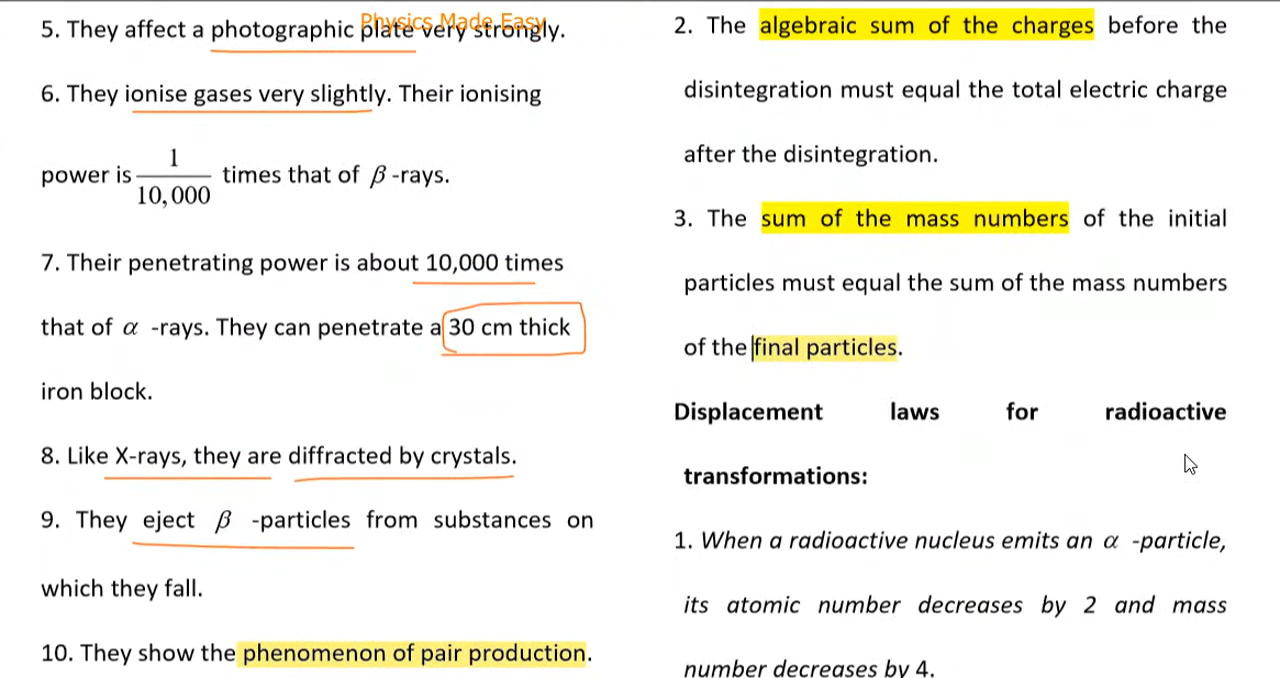 Physics Made Easy
5. They affect a photographic plate very strongly.
6. They ionise gases very slightly. Their ionising
power is 1/10,000 times that of β -rays.
7. Their penetrating power is about 10,000 times
that of α -rays. They can penetrate a 30 cm thick
iron block.
8. Like X-rays, they are diffracted by crystals.
9. They eject β -particles from substances on
which they fall.
10. They show the phenomenon of pair production.
2. The algebraic sum of the charges before the
disintegration must equal the total electric charge
after the disintegration.
3. The sum of the mass numbers of the initial
particles must equal the sum of the mass numbers
of the final particles.
Displacement laws for radioactive
transformations:
1. When a radioactive nucleus emits an α -particle,
its atomic number decreases by 2 and mass
number decreases by 4.